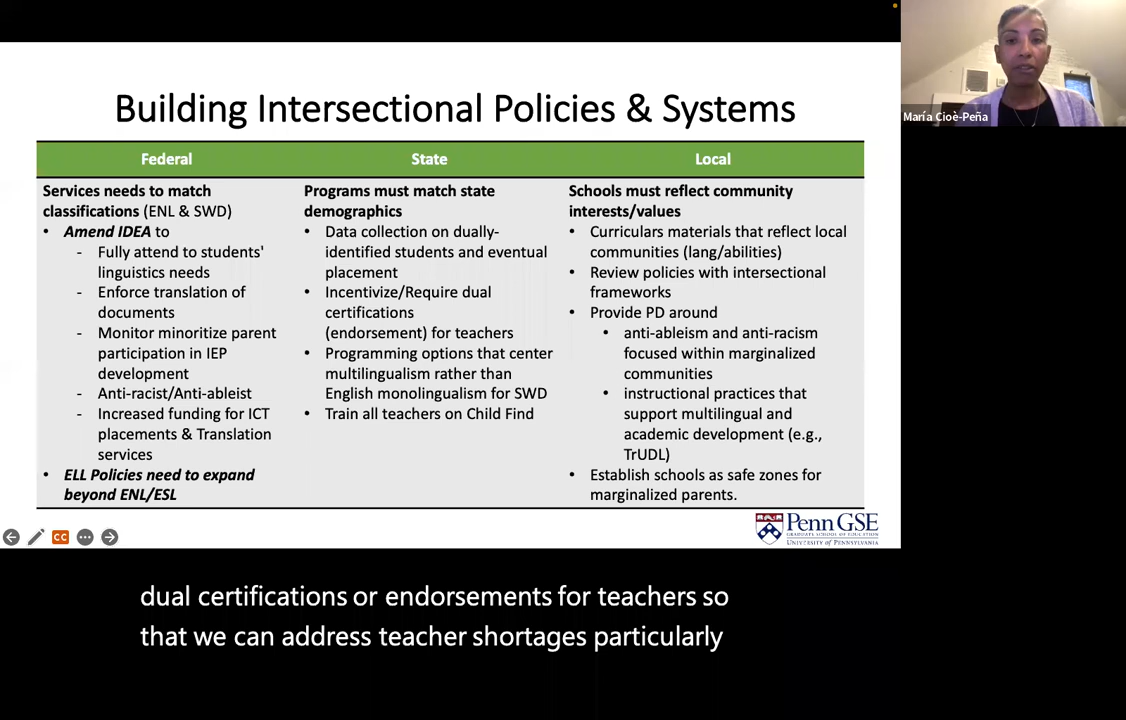 María Cioè-Peña
Building Intersectional Policies & Systems
Federal
State
Local
Services needs to match
classifications (ENL & SWD)
• Amend IDEA to
- Fully attend to students'
linguistics needs
- Enforce translation of
documents
- Monitor minoritize parent
participation in IEP
development
- Anti-racist/Anti-ableist
- Increased funding for ICT
placements & Translation
services
• ELL Policies need to expand
beyond ENL/ESL
Programs must match state
demographics
• Data collection on dually-
identified students and eventual
placement
• Incentivize/Require dual
certifications
(endorsement) for teachers
• Programming options that center
multilingualism rather than
English monolingualism for SWD
• Train all teachers on Child Find
Schools must reflect community
interests/values
• Curriculars materials that reflect local
communities (lang/abilities)
• Review policies with intersectional
frameworks
• Provide PD around
• anti-ableism and anti-racism
focused within marginalized
communities
• instructional practices that
support multilingual and
academic development (e.g.,
TrUDL)
• Establish schools as safe zones for
marginalized parents.
CC
Penn GSE
GRADUATE SCHOOL OF EDUCATION
UNIVERSITY of PENNSYLVANIA
dual certifications or endorsements for teachers so
that we can address teacher shortages particularly